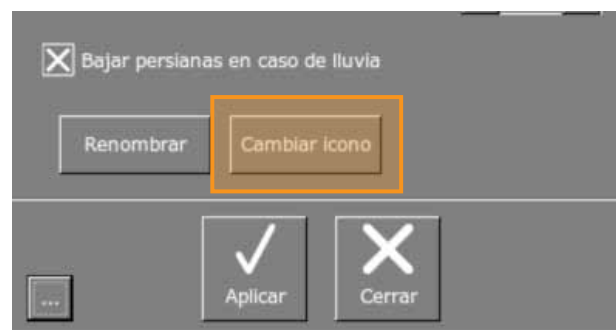 Bajar persianas en caso de lluvia
Renombrar
Cambiar icono
Aplicar
Cerrar
...